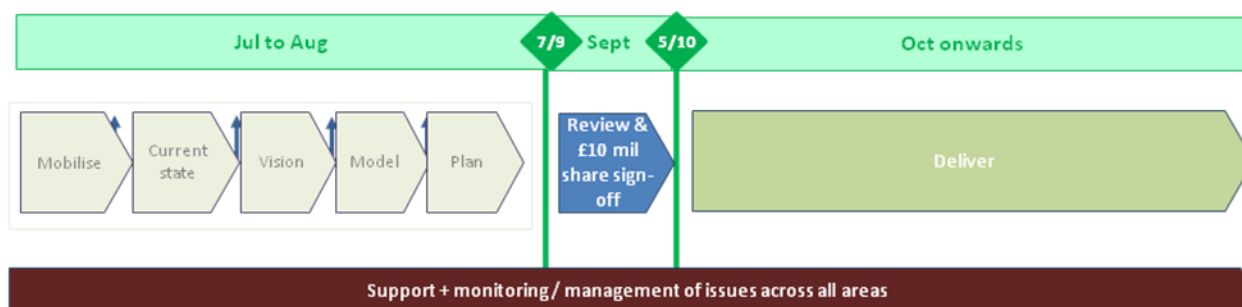 Jul to Aug
7/9
Sept
5/10
Oct onwards
Mobilise
Current
state
Vision
Model
Plan
Review &
£10 mil
share sign-
off
Deliver
Support + monitoring/ management of issues across all areas